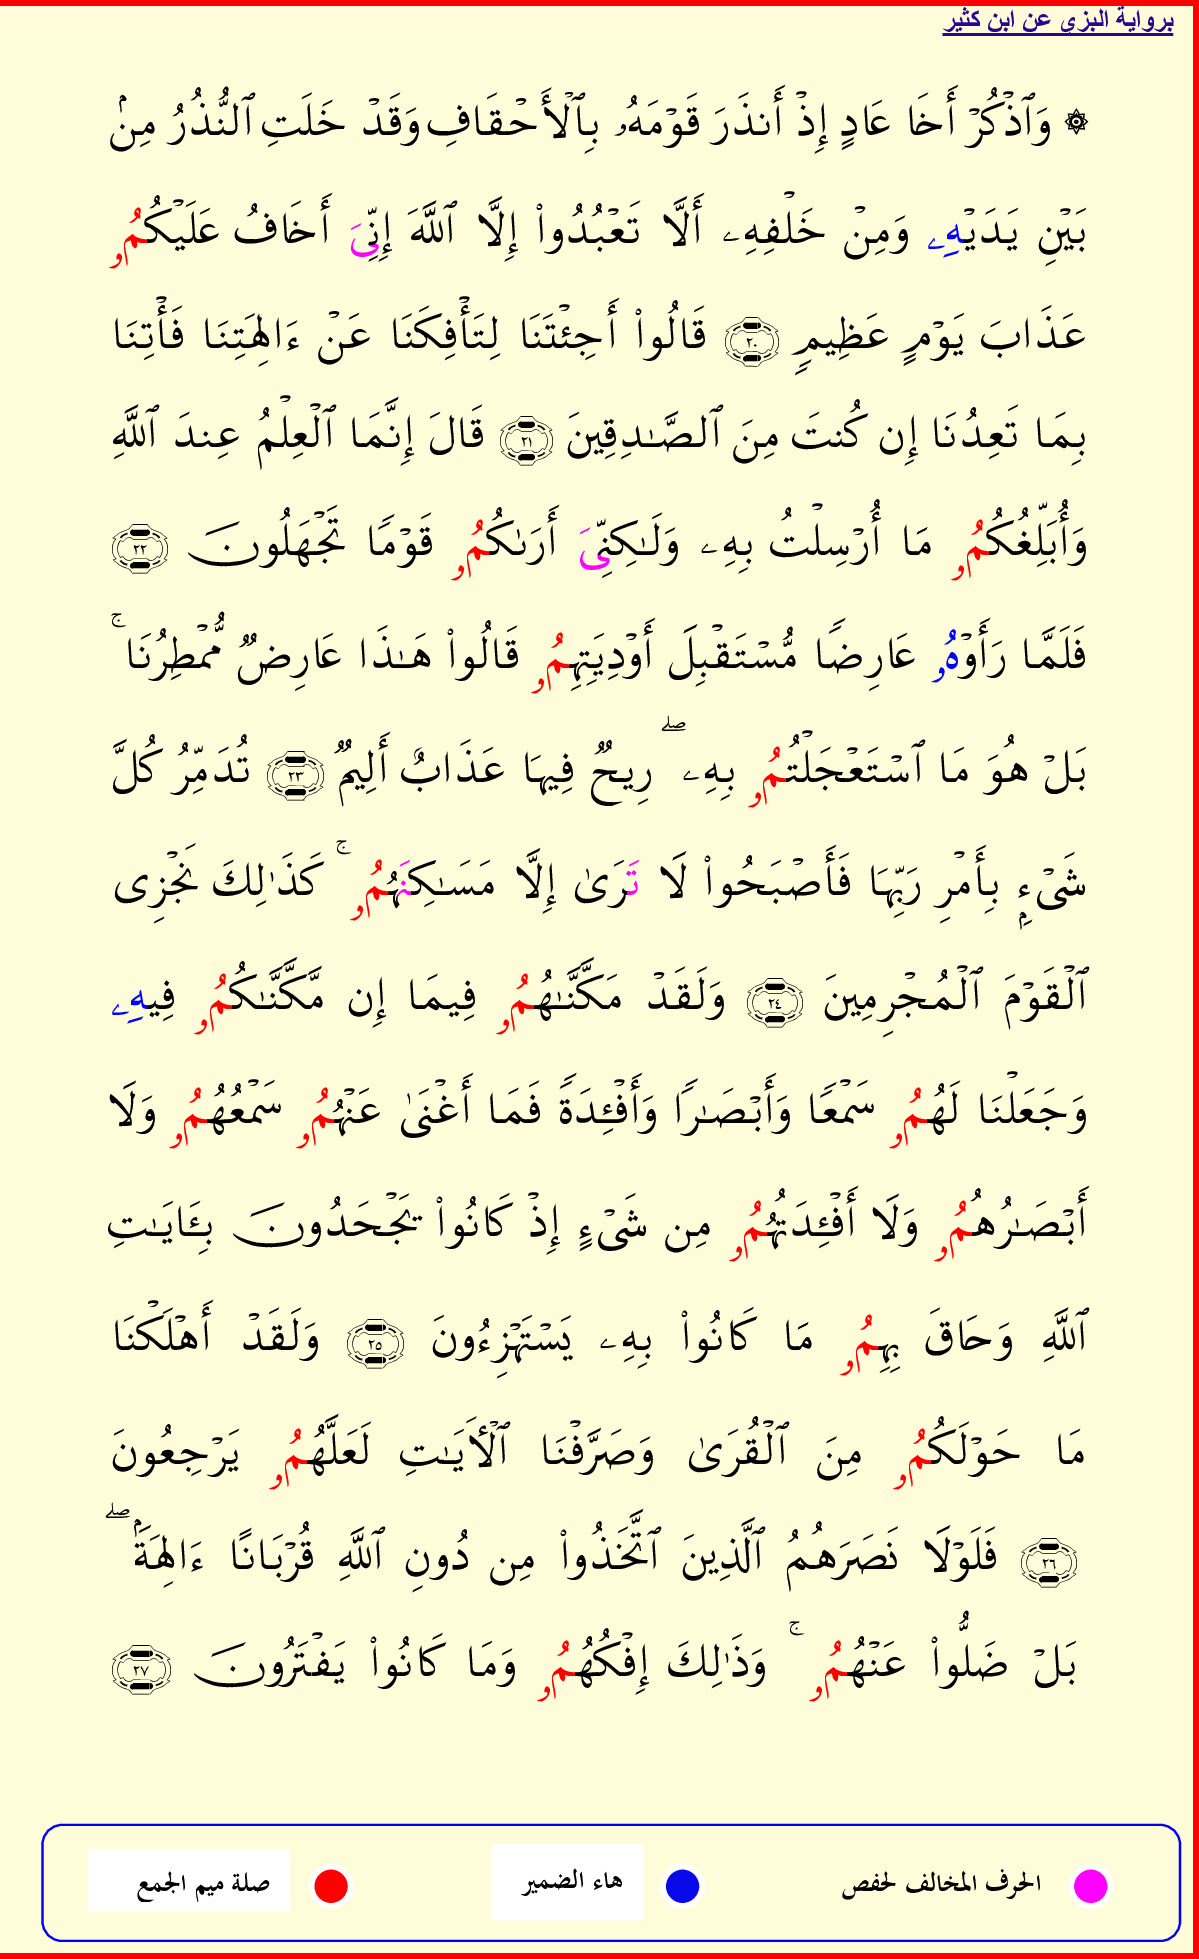 برواية البزي عن ابن كثير
۞ وَٱذۡكُرۡ أَخَا عَادٍ إِذۡ أَنذَرَ قَوۡمَهُۥ بِٱلۡأَحۡقَافِ وَقَدۡ خَلَتِ ٱلنُّذُرُ مِنۢ
بَيۡنِ يَدَيۡهِۦ وَمِنۡ خَلۡفِهِۦ أَلَّا تَعۡبُدُواْ إِلَّا ٱللَّهَ إِنِّيَ أَخَافُ عَلَيۡكُمُۥ
عَذَابَ يَوۡمٍ عَظِيمٖ ٢٠ قَالُواْ أَجِئۡتَنَا لِتَأۡفِكَنَا عَنۡ ءَالِهَتِنَا فَأۡتِنَا
بِمَا تَعِدُنَا إِن كُنتَ مِنَ ٱلصَّـٰدِقِينَ ٢١ قَالَ إِنَّمَا ٱلۡعِلۡمُ عِندَ ٱللَّهِ
وَأُبَلِّغُكُمُۥ مَا أُرۡسِلۡتُ بِهِۦ وَلَـٰكِنِّيَ أَرَىٰكُمُۥ قَوۡمٗا تَجۡهَلُونَ ٢٢
فَلَمَّا رَأَوۡهُۥ عَارِضٗا مُّسۡتَقۡبِلَ أَوۡدِيَتِهِمُۥ قَالُواْ هَـٰذَا عَارِضٞ مُّمۡطِرُنَا ۚ
بَلۡ هُوَ مَا ٱسۡتَعۡجَلۡتُمُۥ بِهِۦ ۖ رِيحٞ فِيهَا عَذَابٌ أَلِيمٞ ٢٣ تُدَمِّرُ كُلَّ
شَيۡءِۭ بِأَمۡرِ رَبِّهَا فَأَصۡبَحُواْ لَا تَرَىٰ إِلَّا مَسَـٰكِنَهُمُۥ ۚ كَذَٰلِكَ نَجۡزِي
ٱلۡقَوۡمَ ٱلۡمُجۡرِمِينَ ٢٤ وَلَقَدۡ مَكَّنَّـٰهُمُۥ فِيمَا إِن مَّكَّنَّـٰكُمُۥ فِيهِۦ
وَجَعَلۡنَا لَهُمُۥ سَمۡعٗا وَأَبۡصَـٰرٗا وَأَفۡـِٔدَةٗ فَمَا أَغۡنَىٰ عَنۡهُمُۥ سَمۡعُهُمُۥ وَلَا
أَبۡصَـٰرُهُمُۥ وَلَا أَفۡـِٔدَتُهُمُۥ مِن شَيۡءٍ إِذۡ كَانُواْ يَجۡحَدُونَ بِـَٔايَـٰتِ
ٱللَّهِ وَحَاقَ بِهِمُۥ مَا كَانُواْ بِهِۦ يَسۡتَهۡزِءُونَ ٢٥ وَلَقَدۡ أَهۡلَكۡنَا
مَا حَوۡلَكُمُۥ مِنَ ٱلۡقُرَىٰ وَصَرَّفۡنَا ٱلۡأٓيَـٰتِ لَعَلَّهُمُۥ يَرۡجِعُونَ
٢٦ فَلَوۡلَا نَصَرَهُمُ ٱلَّذِينَ ٱتَّخَذُواْ مِن دُونِ ٱللَّهِ قُرۡبَانًا ءَالِهَةَۢ ۖ
بَلۡ ضَلُّواْ عَنۡهُمُۥ ۚ وَذَٰلِكَ إِفۡكُهُمُۥ وَمَا كَانُواْ يَفۡتَرُونَ ٢٧
الحرف المخالف لحفص هاء الضمير صلة ميم الجمع